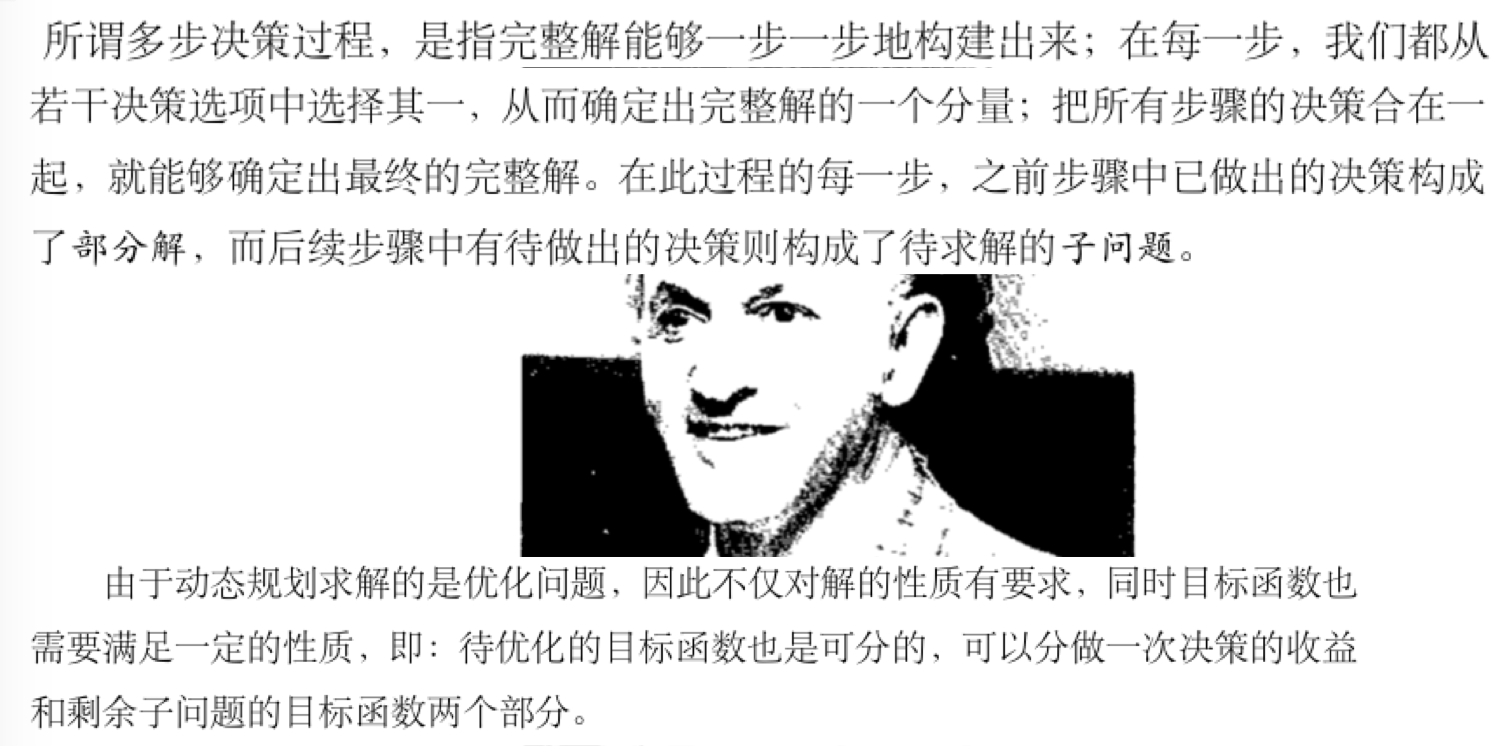 所谓多步决策过程，是指完整解能够一步一步地构建出来；在每一步，我们都从
若干决策选项中选择其一，从而确定出完整解的一个分量；把所有步骤的决策合在一
起，就能够确定出最终的完整解。在此过程的每一步，之前步骤中已做出的决策构成
了部分解，而后续步骤中有待做出的决策则构成了待求解的子问题。
由于动态规划求解的是优化问题，因此不仅对解的性质有要求，同时目标函数也
需要满足一定的性质，即：待优化的目标函数也是可分的，可以分做一次决策的收益
和剩余子问题的目标函数两个部分。